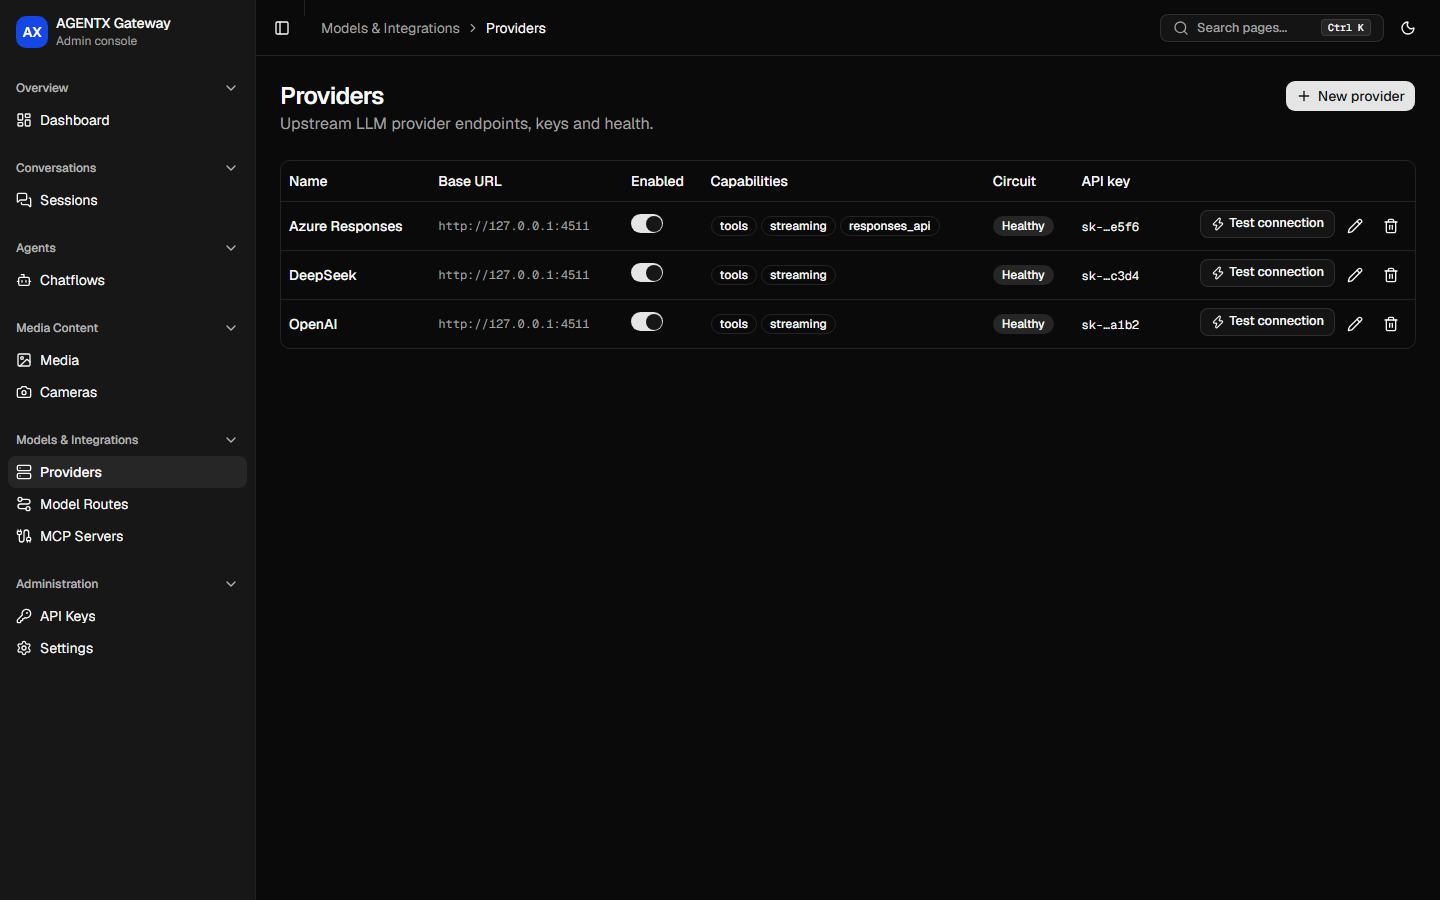 AX
AGENTX Gateway
Admin console
Overview
Dashboard
Conversations
Sessions
Agents
Chatflows
Media Content
Media
Cameras
Models & Integrations
Providers
Model Routes
MCP Servers
Administration
API Keys
Settings
Models & Integrations > Providers
Search pages... Ctrl K
Providers
Upstream LLM provider endpoints, keys and health.
New provider
Name Base URL Enabled Capabilities Circuit API key
Azure Responses http://127.0.0.1:4511 tools streaming responses_api Healthy sk-…e5f6 Test connection
DeepSeek http://127.0.0.1:4511 tools streaming Healthy sk-…c3d4 Test connection
OpenAI http://127.0.0.1:4511 tools streaming Healthy sk-…a1b2 Test connection